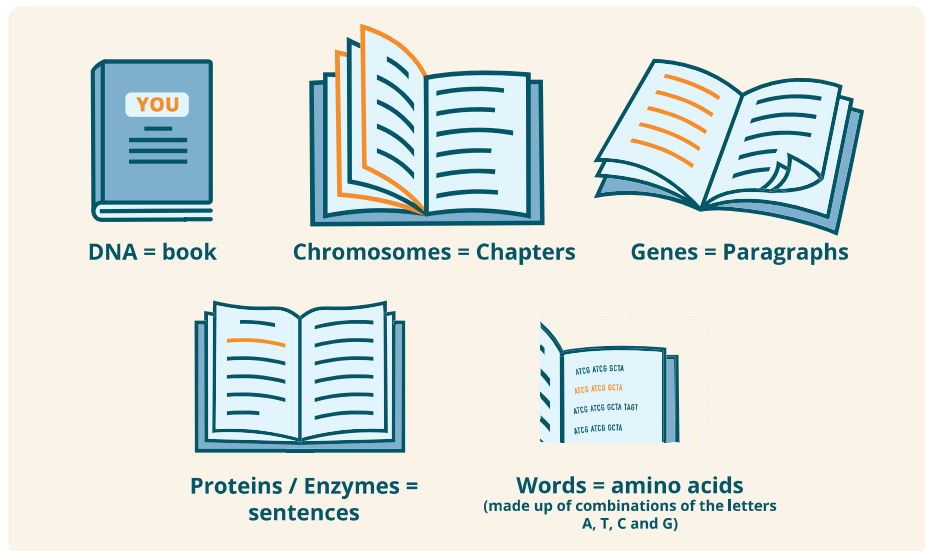 YOU
DNA = book
Chromosomes = Chapters
Genes = Paragraphs
Proteins / Enzymes =
sentences
ATCG ATCG GCTA
ATCG ATCG GCTA
ATCG ATCG GCTA TAGT
ATCG ATCG GCTA
Words = amino acids
(made up of combinations of the letters
A, T, C and G)